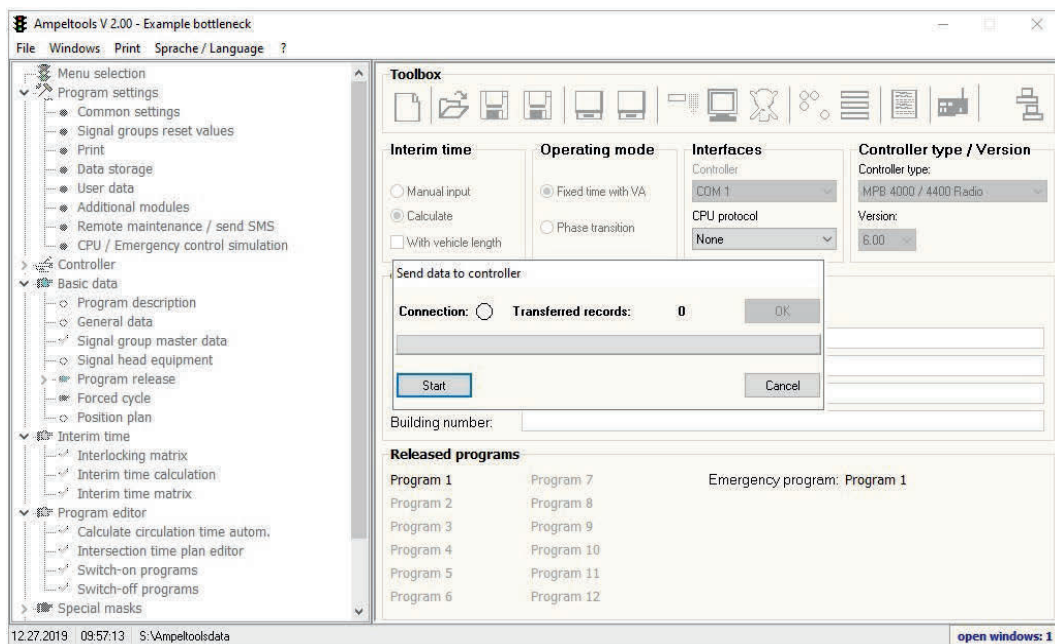 Ampeltools V 2.00 - Example bottleneck
File Windows Print Sprache / Language ?
Menu selection
Program settings
Common settings
Signal groups reset values
Print
Data storage
User data
Additional modules
Remote maintenance / send SMS
CPU / Emergency control simulation
Controller
Basic data
Program description
General data
Signal group master data
Signal head equipment
Program release
Forced cycle
Position plan
Interim time
Interlocking matrix
Interim time calculation
Interim time matrix
Program editor
Calculate circulation time autom.
Intersection time plan editor
Switch-on programs
Switch-off programs
Special masks
Toolbox
Interim time
Manual input
Calculate
With vehicle length
Operating mode
Fixed time with VA
Phase transition
Interfaces
Controller
COM 1
CPU protocol
None
Controller type / Version
Controller type:
MPB 4000 / 4400 Radio
Version:
6.00
Send data to controller
Connection: Transferred records: 0 OK
Start Cancel
Building number:
Released programs
Program 1 Program 7 Emergency program: Program 1
Program 2 Program 8
Program 3 Program 9
Program 4 Program 10
Program 5 Program 11
Program 6 Program 12
12.27.2019 09:57:13 S:\Ampeltoolsdata open windows: 1